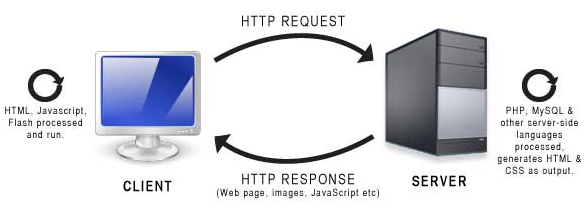 HTTP REQUEST
HTML, Javascript,
Flash processed
and run.
PHP, MySQL &
other server-side
languages
processed,
generates HTML &
CSS as output.
CLIENT
HTTP RESPONSE
(Web page, images, JavaScript etc)
SERVER